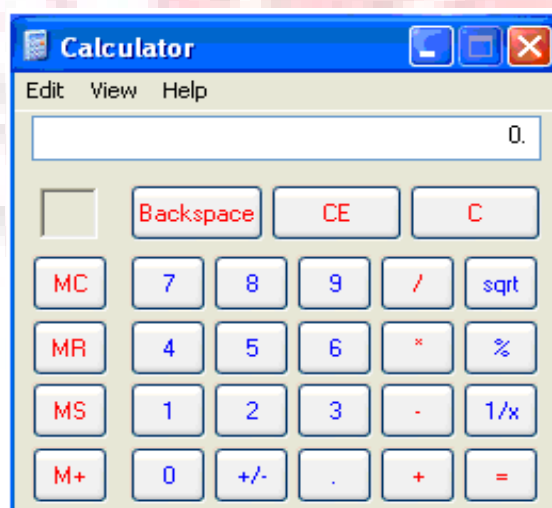 Calculator
Edit View Help
0.
Backspace CE C
MC 7 8 9 / sqrt
MR 4 5 6 * %
MS 1 2 3 - 1/x
M+ 0 +/- . + =